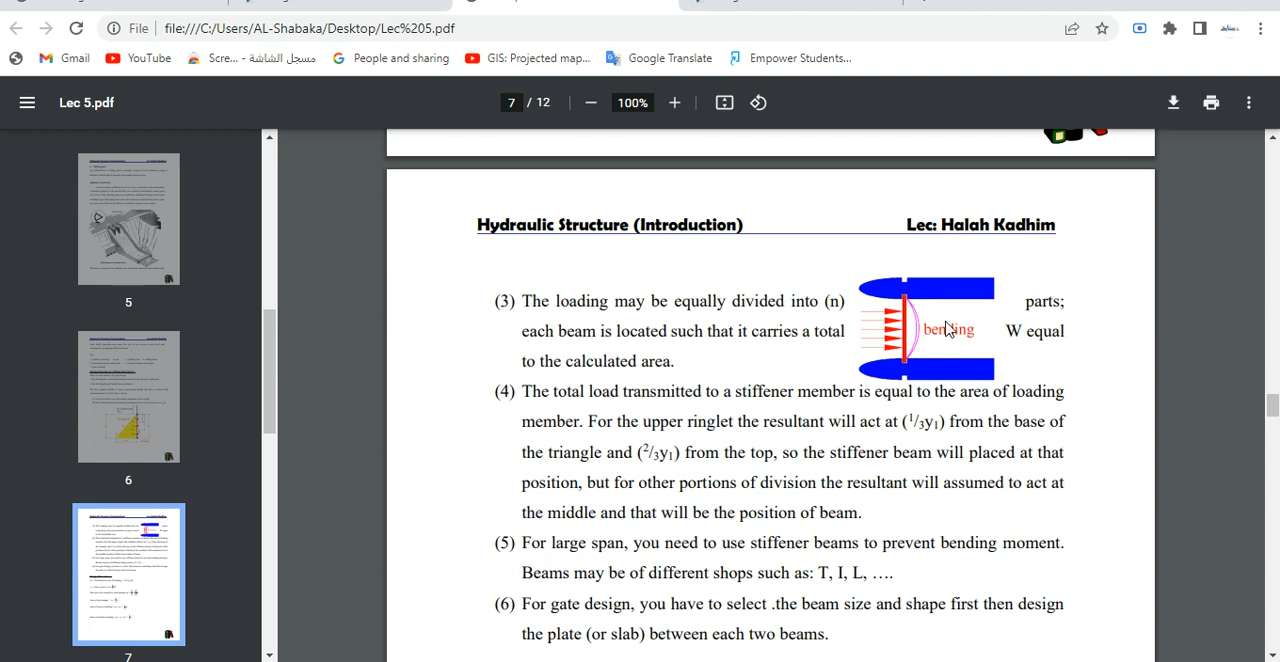 File | file:///C:/Users/AL-Shabaka/Desktop/Lec%205.pdf
Gmail YouTube Scre... - مسجل الشاشة People and sharing GIS: Projected map... Google Translate Empower Students...
Lec 5.pdf 7 / 12 100%
5
6
7
Hydraulic Structure (Introduction) Lec: Halah Kadhim
(3) The loading may be equally divided into (n) parts;
each beam is located such that it carries a total bending W equal
to the calculated area.
(4) The total load transmitted to a stiffener member is equal to the area of loading
member. For the upper ringlet the resultant will act at (1/3y1) from the base of
the triangle and (2/3y1) from the top, so the stiffener beam will placed at that
position, but for other portions of division the resultant will assumed to act at
the middle and that will be the position of beam.
(5) For large span, you need to use stiffener beams to prevent bending moment.
Beams may be of different shops such as: T, I, L, ….
(6) For gate design, you have to select .the beam size and shape first then design
the plate (or slab) between each two beams.